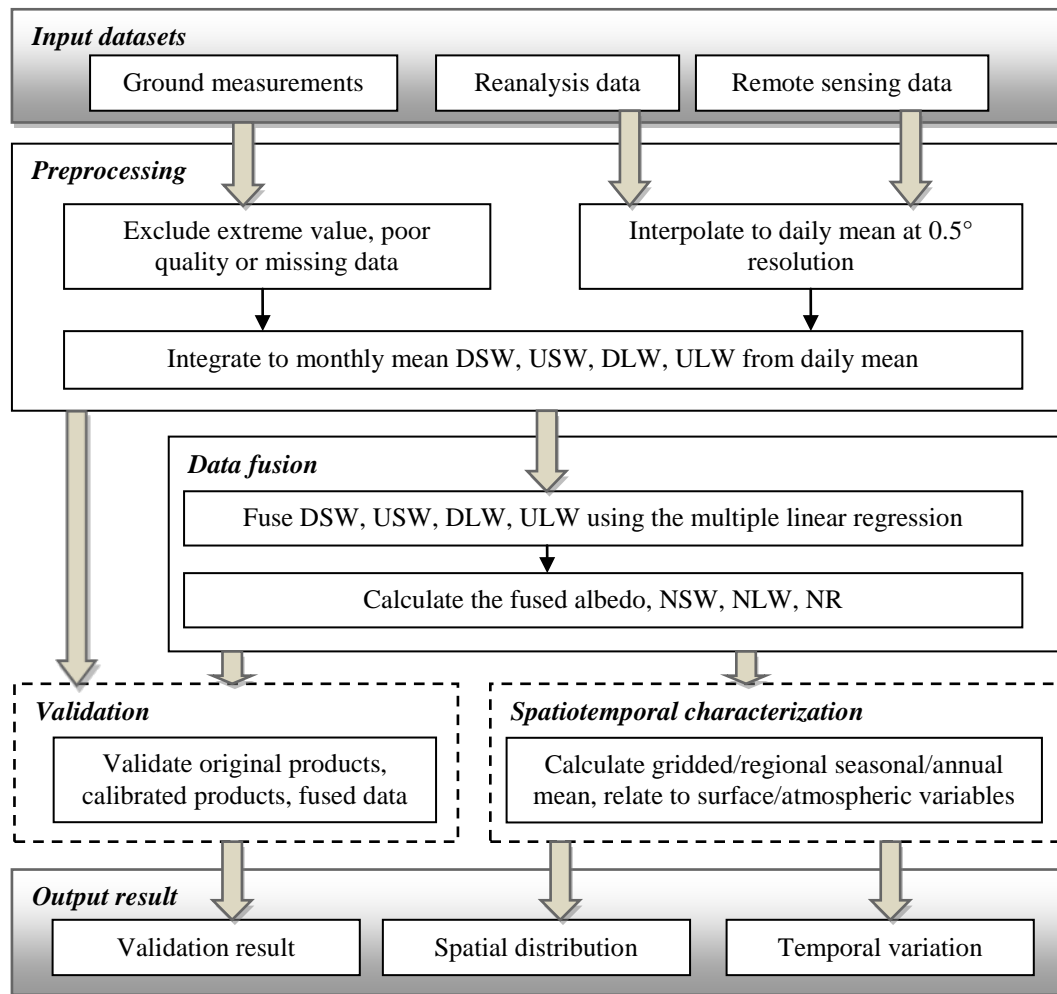 Input datasets
Ground measurements
Reanalysis data
Remote sensing data
Preprocessing
Exclude extreme value, poor
quality or missing data
Interpolate to daily mean at 0.5°
resolution
Integrate to monthly mean DSW, USW, DLW, ULW from daily mean
Data fusion
Fuse DSW, USW, DLW, ULW using the multiple linear regression
Calculate the fused albedo, NSW, NLW, NR
Validation
Validate original products,
calibrated products, fused data
Spatiotemporal characterization
Calculate gridded/regional seasonal/annual
mean, relate to surface/atmospheric variables
Output result
Validation result
Spatial distribution
Temporal variation